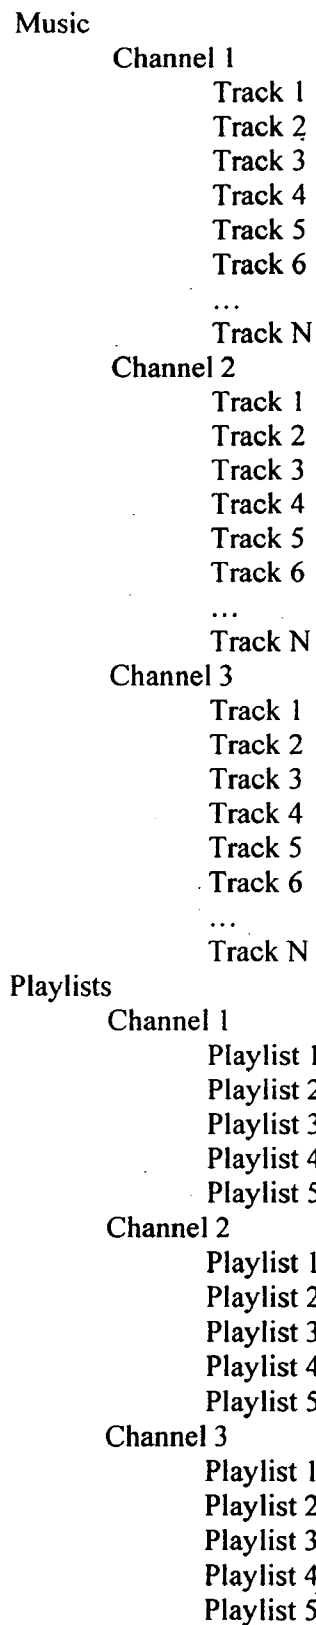 Music
Channel 1
Track 1
Track 2
Track 3
Track 4
Track 5
Track 6
...
Track N
Channel 2
Track 1
Track 2
Track 3
Track 4
Track 5
Track 6
...
Track N
Channel 3
Track 1
Track 2
Track 3
Track 4
Track 5
Track 6
...
Track N
Playlists
Channel 1
Playlist 1
Playlist 2
Playlist 3
Playlist 4
Playlist 5
Channel 2
Playlist 1
Playlist 2
Playlist 3
Playlist 4
Playlist 5
Channel 3
Playlist 1
Playlist 2
Playlist 3
Playlist 4
Playlist 5